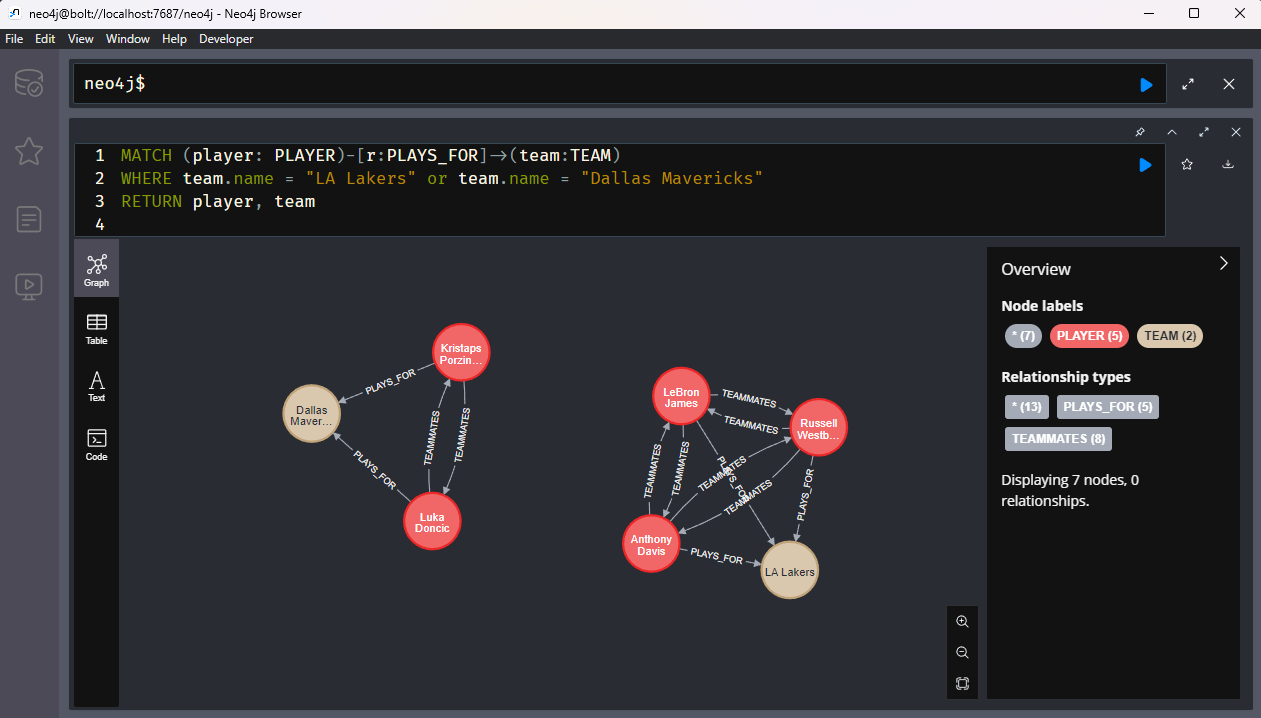 neo4j@bolt://localhost:7687/neo4j - Neo4j Browser
File Edit View Window Help Developer
neo4j$
1 MATCH (player: PLAYER)-[r:PLAYS_FOR]->(team:TEAM)
2 WHERE team.name = "LA Lakers" or team.name = "Dallas Mavericks"
3 RETURN player, team
4
Graph
Table
Text
Code
Kristaps
Porzin...
Dallas
Maver...
Luka
Doncic
PLAYS_FOR
PLAYS_FOR
TEAMMATES
TEAMMATES
LeBron
James
Russell
Westb...
Anthony
Davis
LA Lakers
TEAMMATES
TEAMMATES
TEAMMATES
TEAMMATES
TEAMMATES
TEAMMATES
PLAYS_FOR
PLAYS_FOR
PLAYS_FOR
Overview
Node labels
* (7) PLAYER (5) TEAM (2)
Relationship types
* (13) PLAYS_FOR (5)
TEAMMATES (8)
Displaying 7 nodes, 0
relationships.